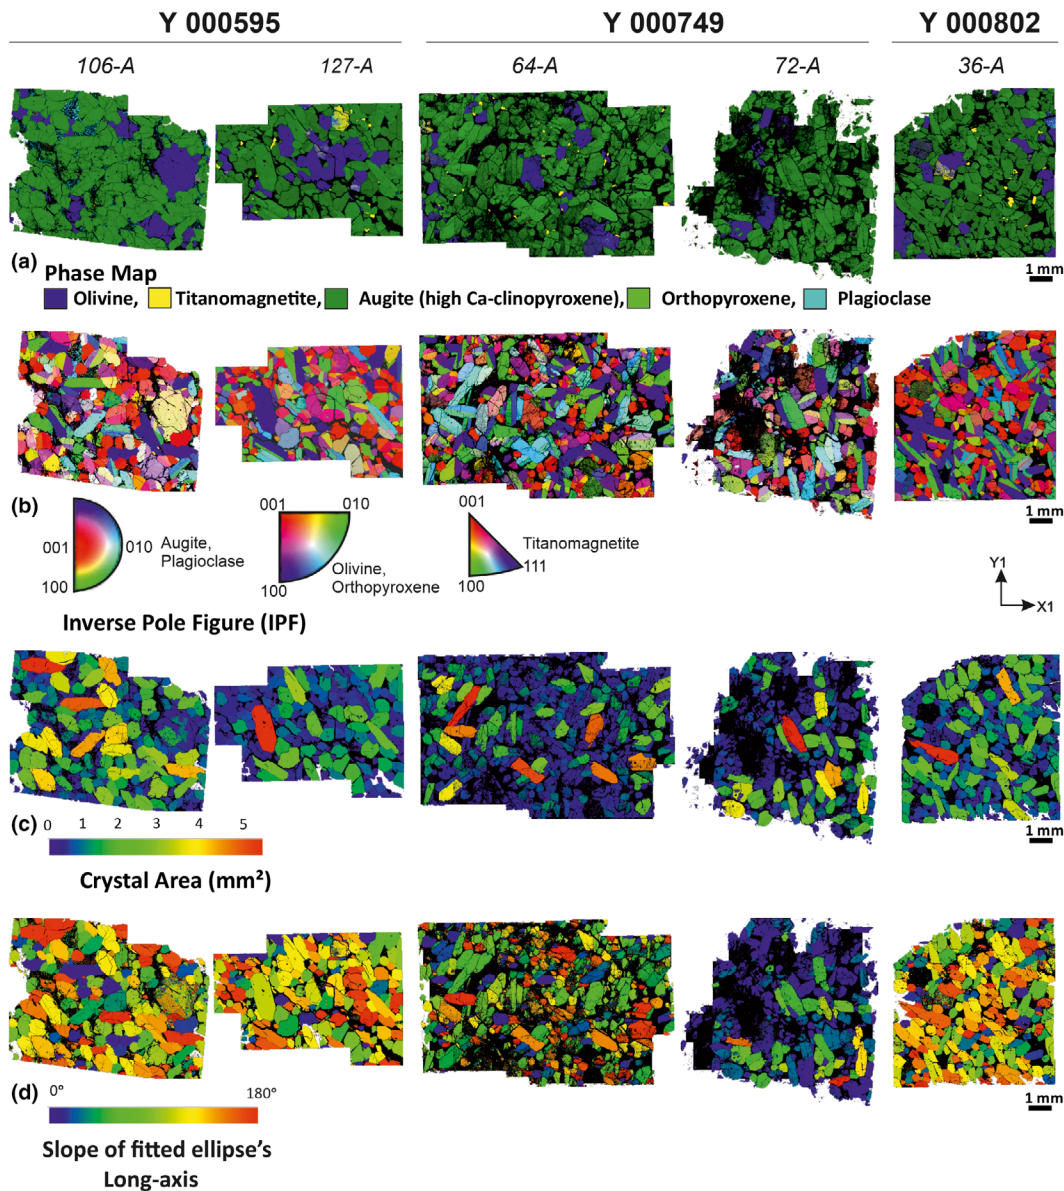 Y 000595 Y 000749 Y 000802
106-A 127-A 64-A 72-A 36-A
(a) Phase Map
1 mm
Olivine, Titanomagnetite, Augite (high Ca-clinopyroxene), Orthopyroxene, Plagioclase
(b)
1 mm
001 010 100 Augite, Plagioclase
001 010 100 Olivine, Orthopyroxene
001 100 111 Titanomagnetite
Y1
X1
Inverse Pole Figure (IPF)
(c)
0 1 2 3 4 5
1 mm
Crystal Area (mm²)
(d)
0° 180°
1 mm
Slope of fitted ellipse's
Long-axis